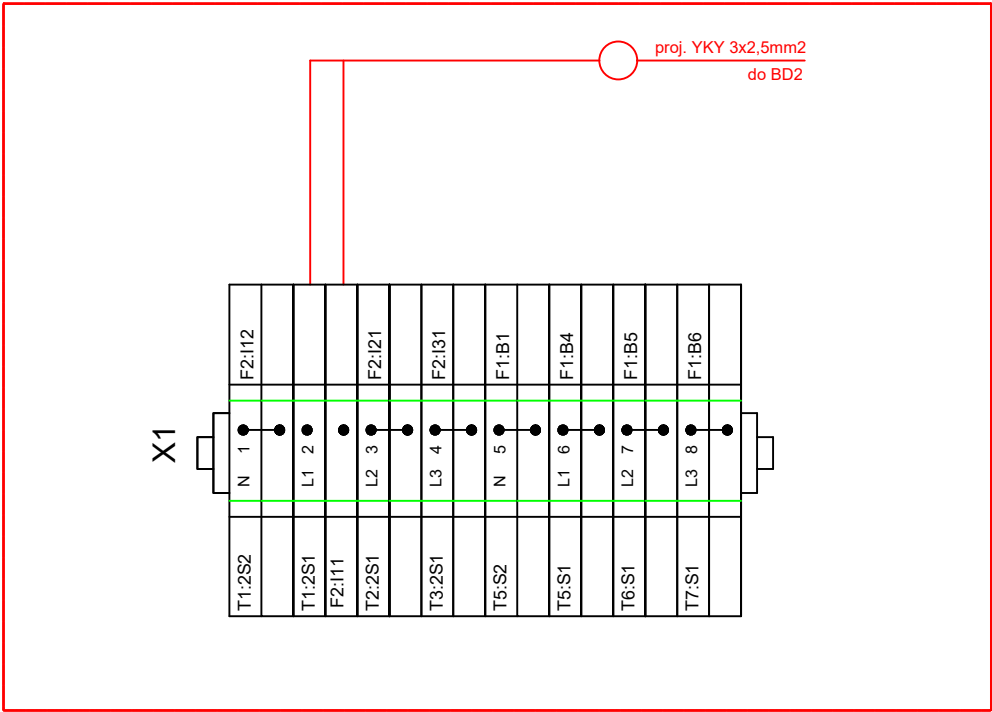 proj. YKY 3x2,5mm2
do BD2
X1
F2:I12
F2:I21
F2:I31
F1:B1
F1:B4
F1:B5
F1:B6
N 1
L1 2
L2 3
L3 4
N 5
L1 6
L2 7
L3 8
T1:2S2
T1:2S1
F2:I11
T2:2S1
T3:2S1
T5:S2
T5:S1
T6:S1
T7:S1